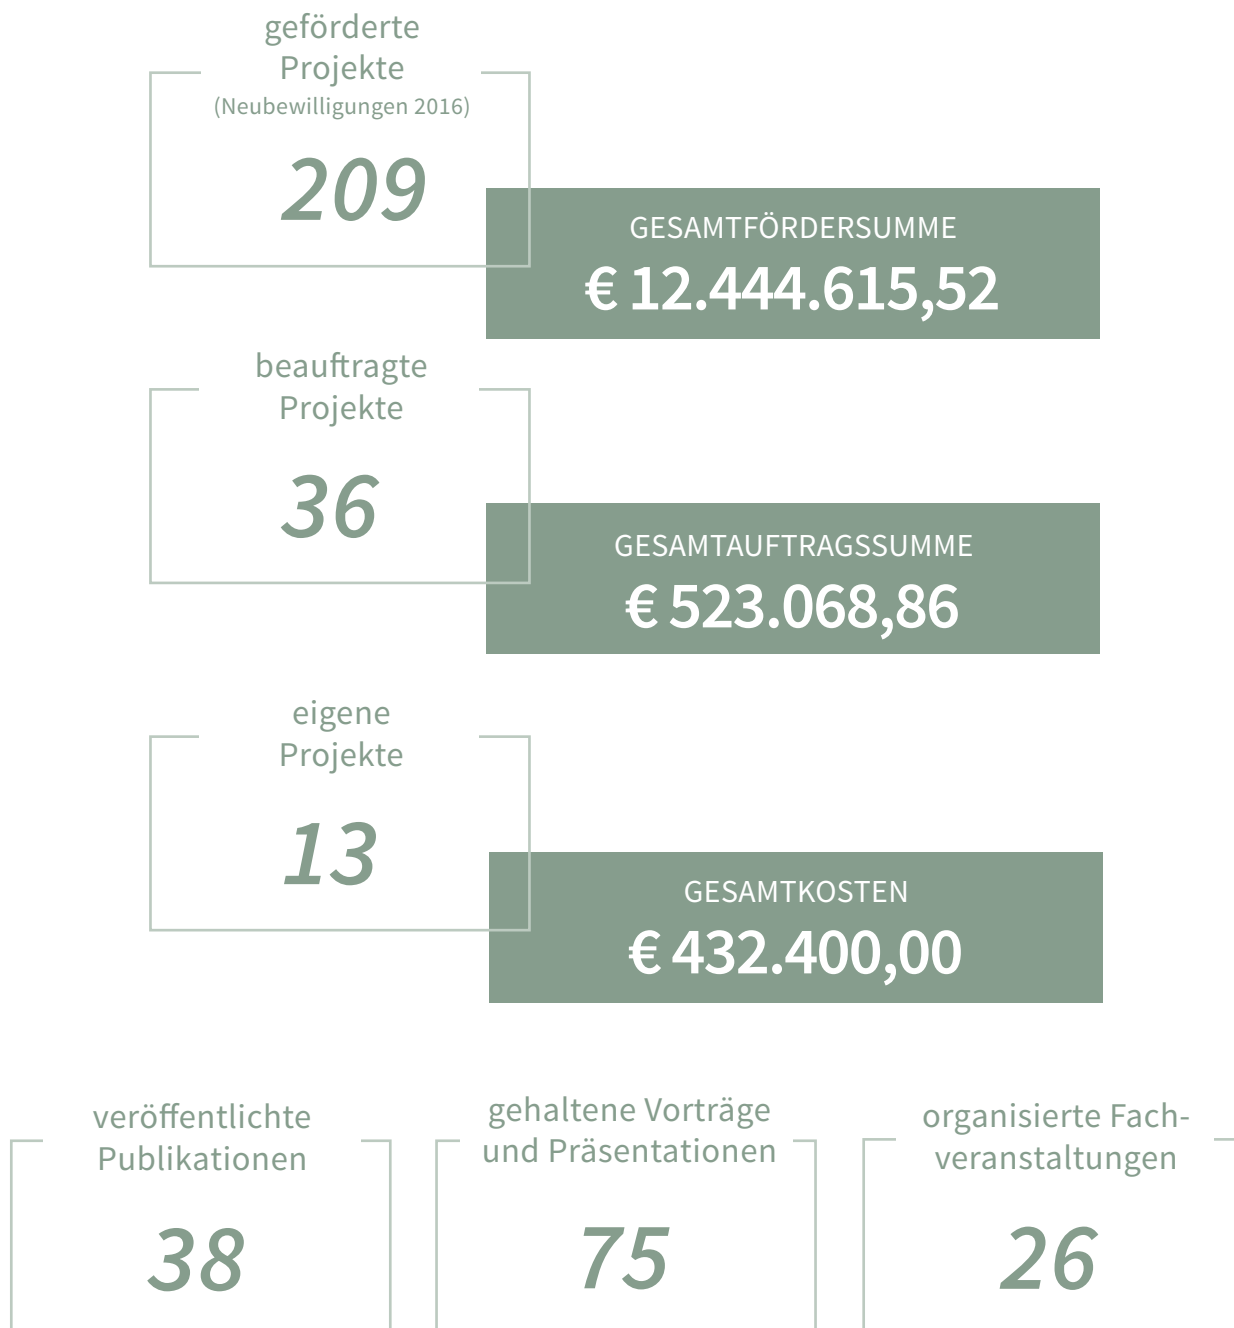 geförderte
Projekte
(Neubewilligungen 2016)
209
GESAMTFÖRDERSUMME
€ 12.444.615,52
beauftragte
Projekte
36
GESAMTAUFTRAGSSUMME
€ 523.068,86
eigene
Projekte
13
GESAMTKOSTEN
€ 432.400,00
veröffentlichte
Publikationen
38
gehaltene Vorträge
und Präsentationen
75
organisierte Fach-
veranstaltungen
26